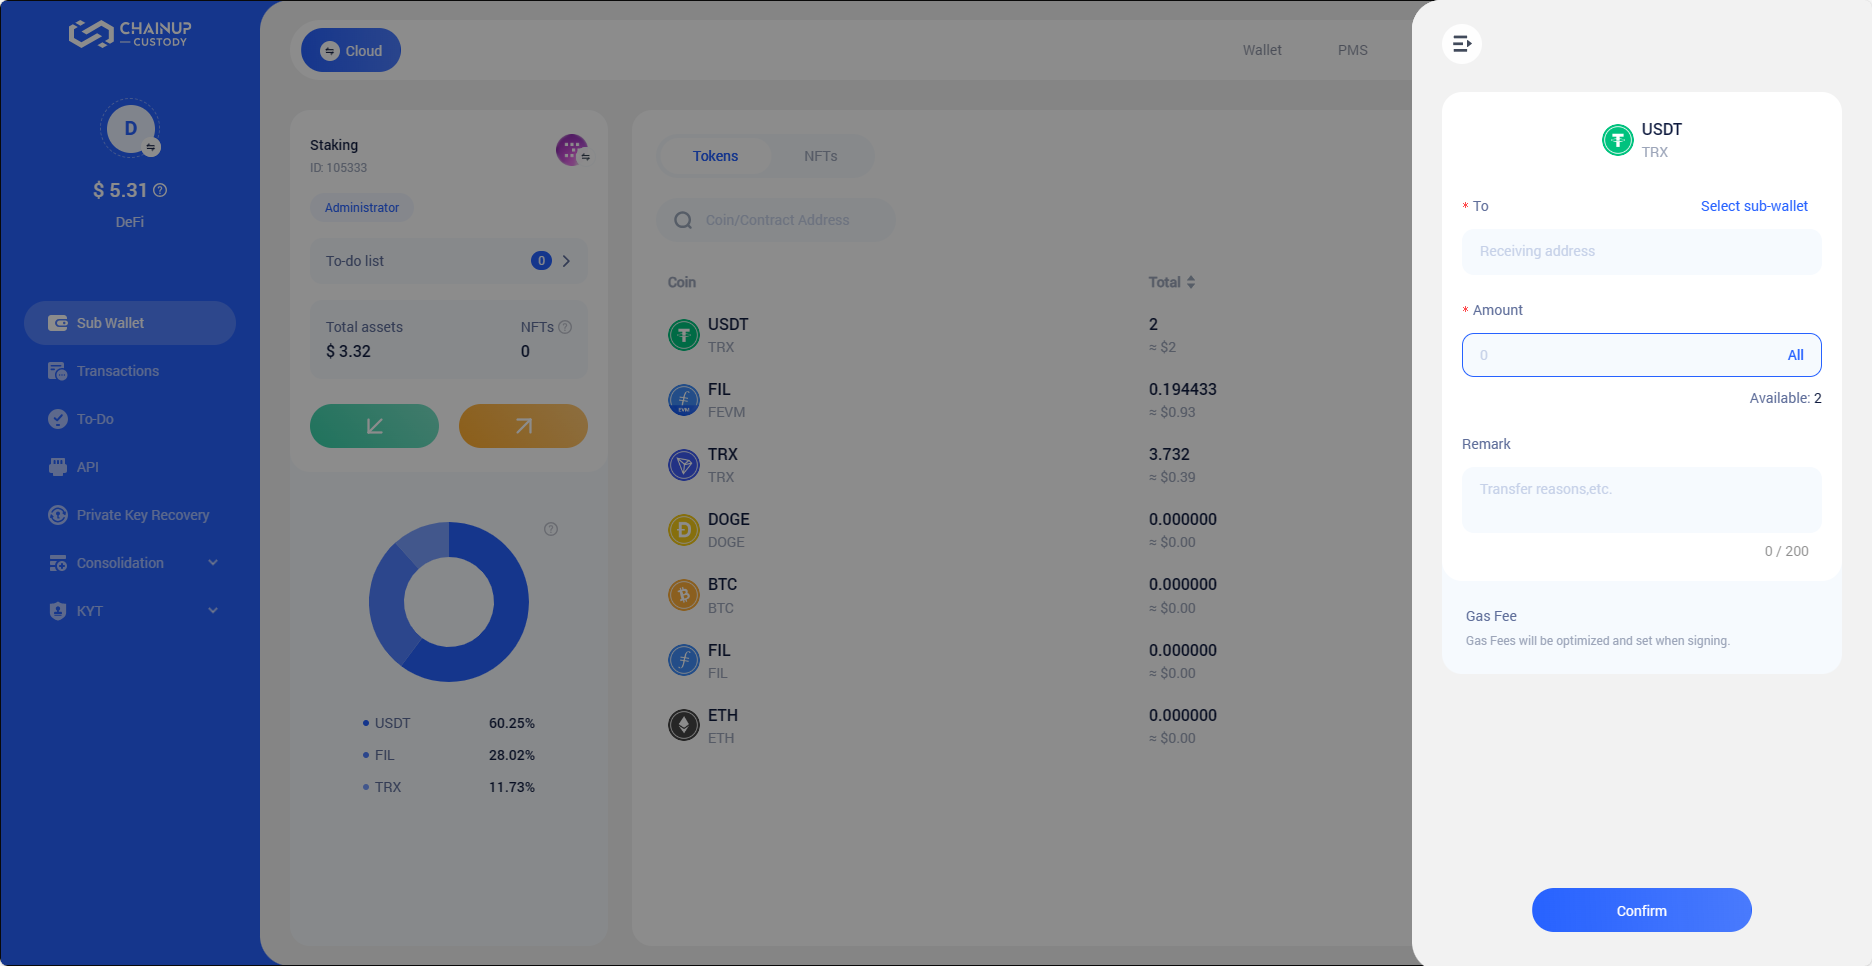 CHAINUP
CUSTODY
D
$ 5.31
DeFi
Sub Wallet
Transactions
To-Do
API
Private Key Recovery
Consolidation
KYT
Cloud
Wallet
PMS
Staking
ID: 105333
Administrator
To-do list
0
Total assets
NFTs
$ 3.32
0
USDT
60.25%
FIL
28.02%
TRX
11.73%
Tokens
NFTs
Coin/Contract Address
Coin
Total
USDT
2
TRX
≈ $2
FIL
0.194433
FEVM
≈ $0.93
TRX
3.732
TRX
≈ $0.39
DOGE
0.000000
DOGE
≈ $0.00
BTC
0.000000
BTC
≈ $0.00
FIL
0.000000
FIL
≈ $0.00
ETH
0.000000
ETH
≈ $0.00
USDT
TRX
* To
Select sub-wallet
Receiving address
* Amount
0
All
Available: 2
Remark
Transfer reasons,etc.
0 / 200
Gas Fee
Gas Fees will be optimized and set when signing.
Confirm